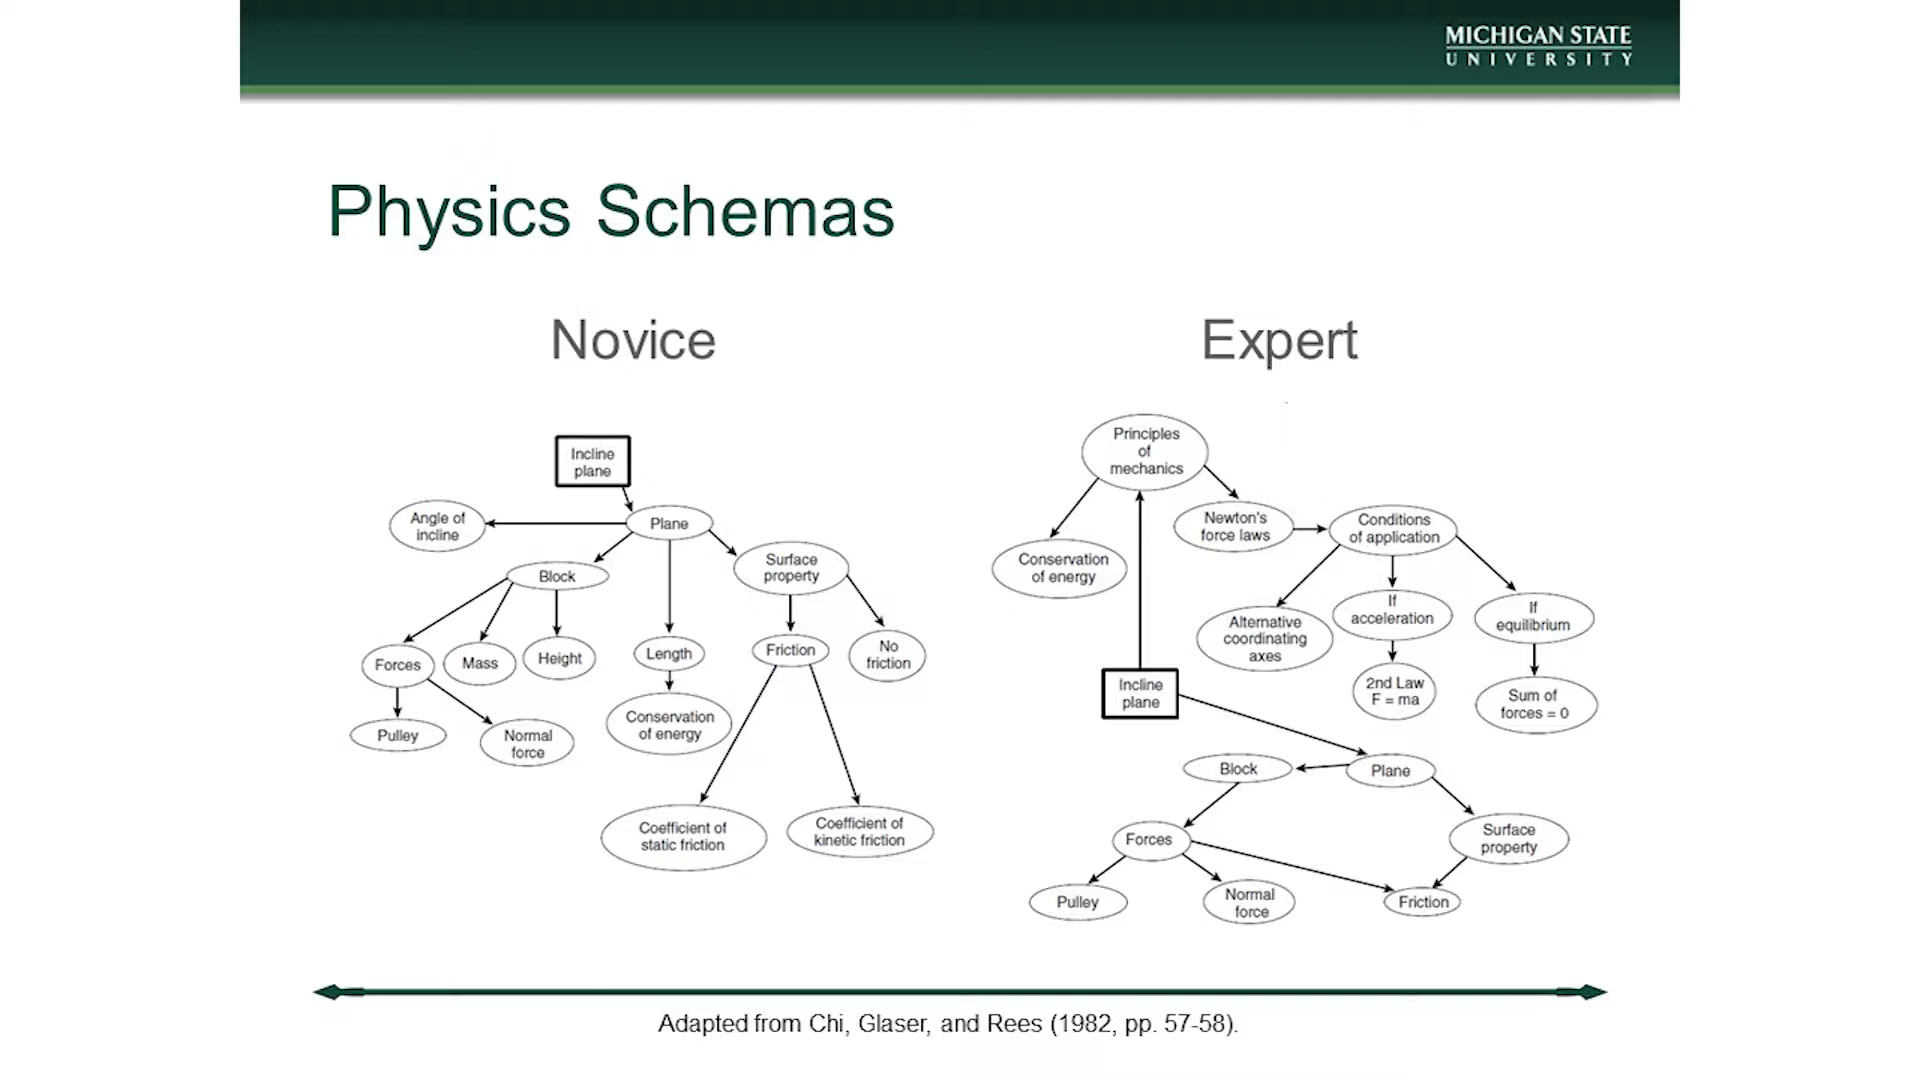 MICHIGAN STATE
UNIVERSITY
Physics Schemas
Novice
Incline
plane
Angle of
incline
Plane
Block
Surface
property
Forces
Mass
Height
Length
Friction
No
friction
Pulley
Normal
force
Conservation
of energy
Coefficient of
static friction
Coefficient of
kinetic friction
Expert
Principles
of
mechanics
Conservation
of energy
Newton's
force laws
Conditions
of application
Alternative
coordinating
axes
If
acceleration
If
equilibrium
2nd Law
F = ma
Sum of
forces = 0
Incline
plane
Block
Plane
Forces
Surface
property
Pulley
Normal
force
Friction
Adapted from Chi, Glaser, and Rees (1982, pp. 57-58).